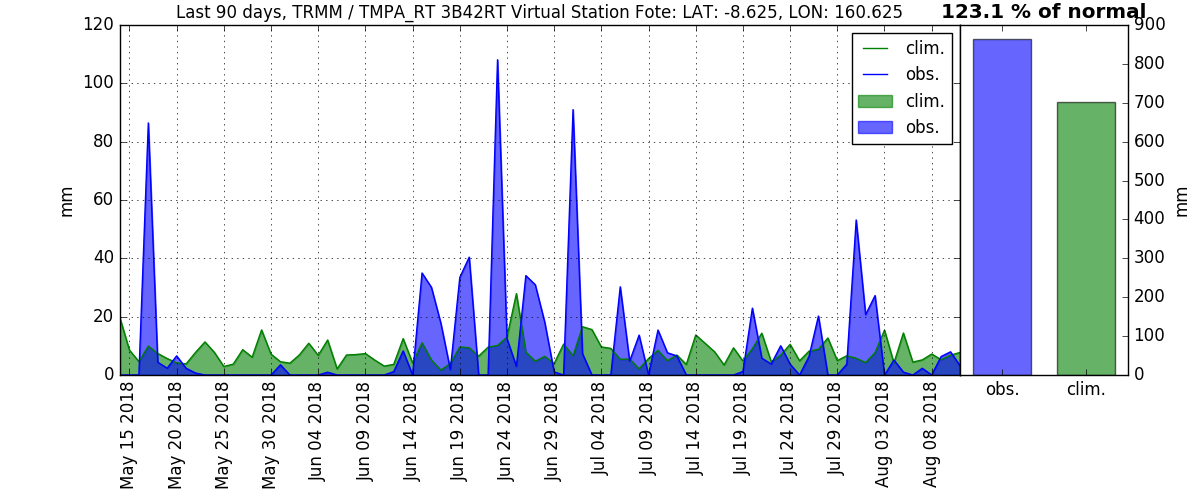 Last 90 days, TRMM / TMPA_RT 3B42RT Virtual Station Fote: LAT: -8.625, LON: 160.625
123.1 % of normal
120
100
80
60
40
20
0
mm
clim.
obs.
clim.
obs.
900
800
700
600
500
400
300
200
100
0
mm
obs.
clim.
May 15 2018
May 20 2018
May 25 2018
May 30 2018
Jun 04 2018
Jun 09 2018
Jun 14 2018
Jun 19 2018
Jun 24 2018
Jun 29 2018
Jul 04 2018
Jul 09 2018
Jul 14 2018
Jul 19 2018
Jul 24 2018
Jul 29 2018
Aug 03 2018
Aug 08 2018